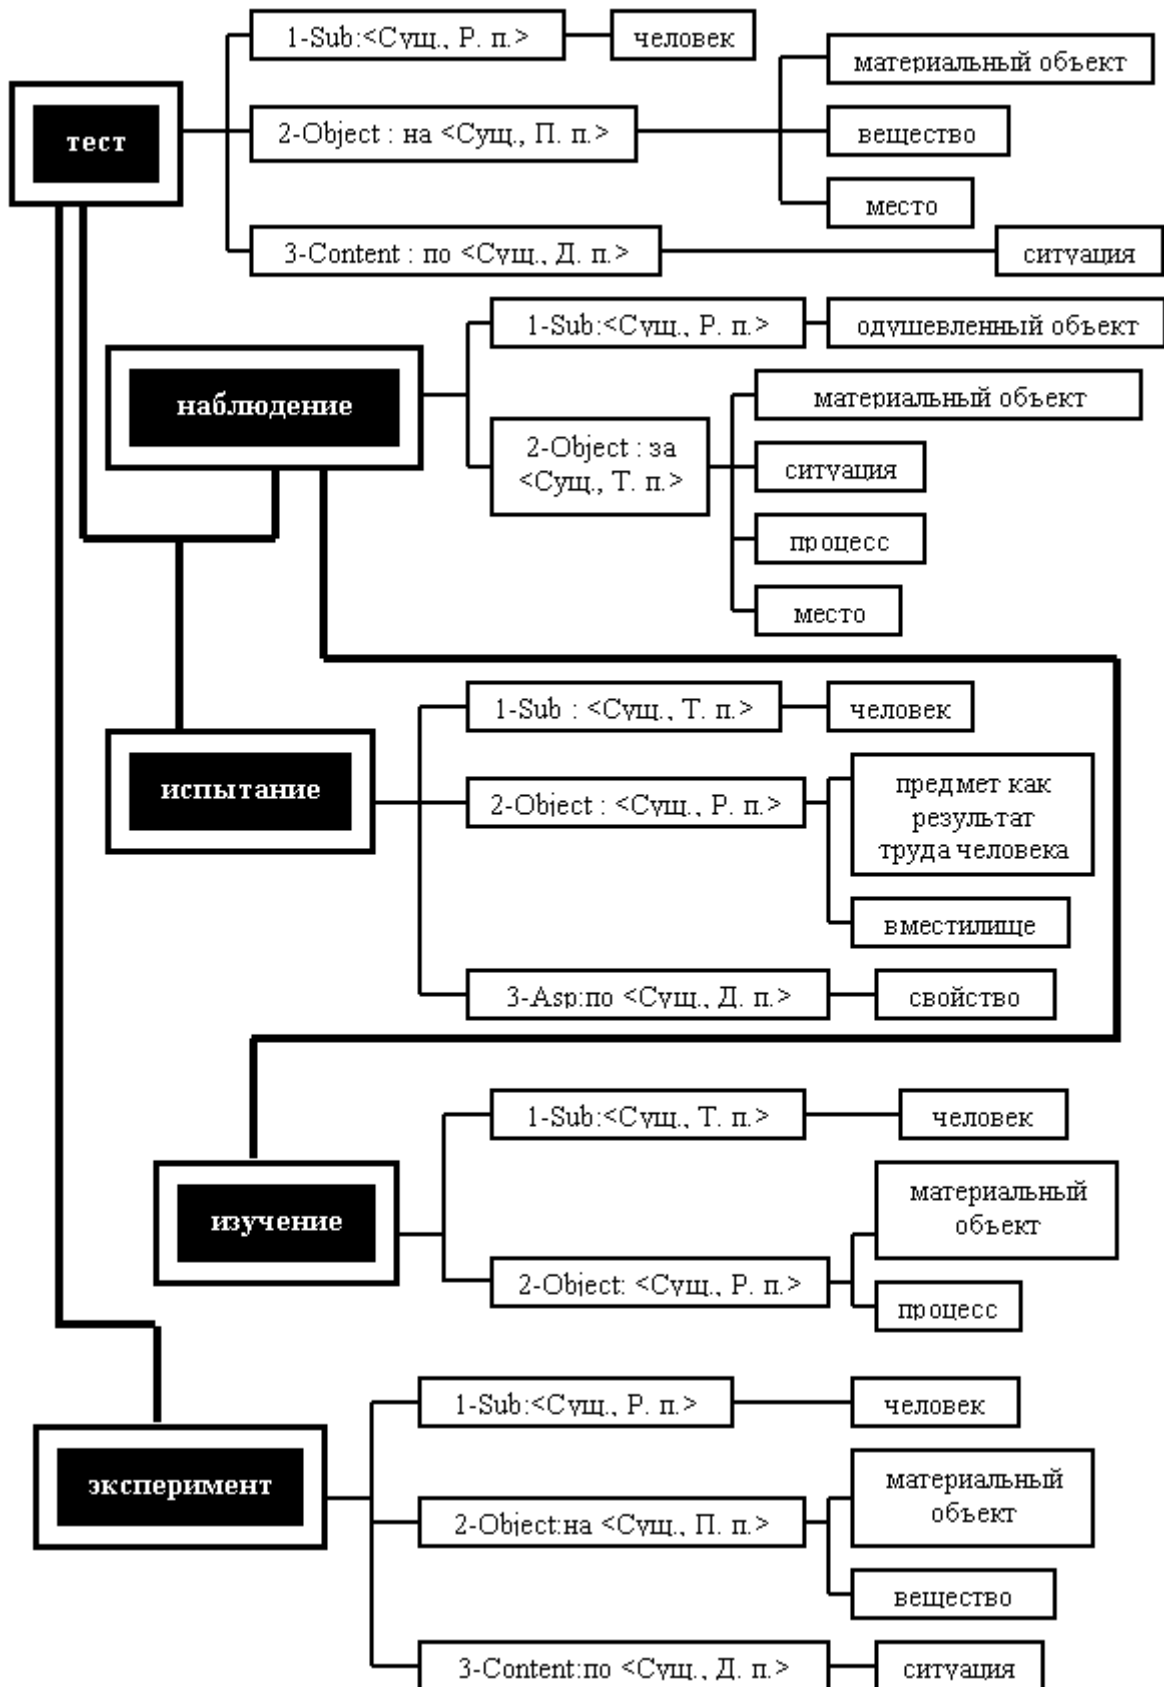 1-Sub:<Сущ., Р. п.>
человек
материальный объект
тест
2-Object : на <Сущ., П. п.>
вещество
место
3-Content : по <Сущ., Д. п.>
ситуация
1-Sub:<Сущ., Р. п.>
одушевленный объект
наблюдение
материальный объект
2-Object : за
<Сущ., Т. п.>
ситуация
процесс
место
1-Sub : <Сущ., Т. п.>
человек
испытание
2-Object : <Сущ., Р. п.>
предмет как
результат
труда человека
вместилище
3-Asp:по <Сущ., Д. п.>
свойство
1-Sub:<Сущ., Т. п.>
человек
изучение
материальный
объект
2-Object: <Сущ., Р. п.>
процесс
1-Sub:<Сущ., Р. п.>
человек
эксперимент
материальный
объект
2-Object:на <Сущ., П. п.>
вещество
3-Content:по <Сущ., Д. п.>
ситуация